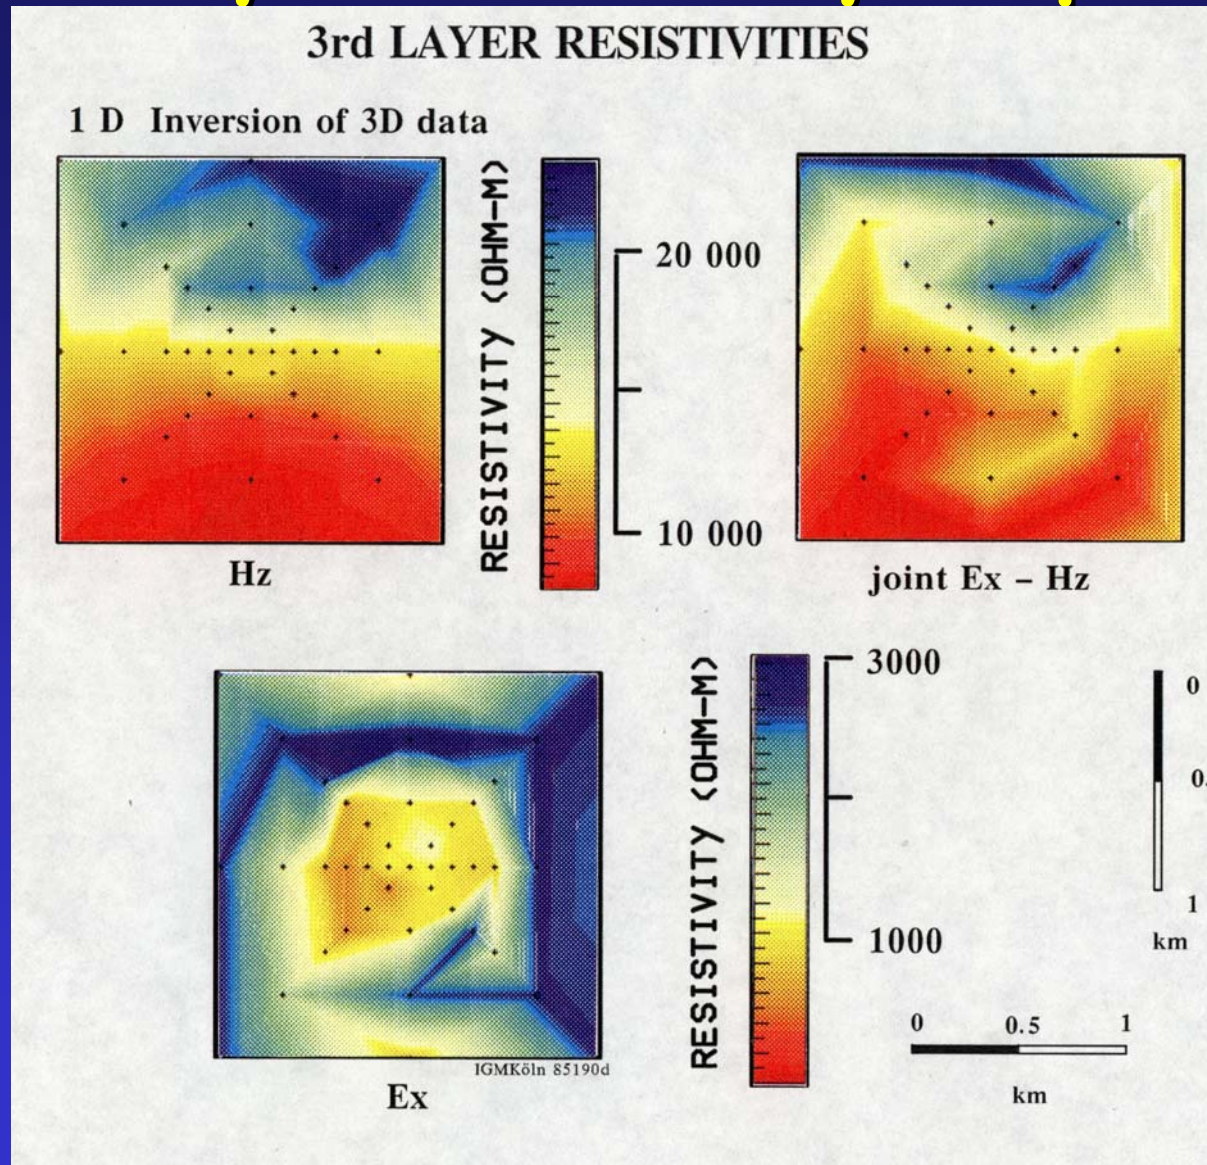 3rd LAYER RESISTIVITIES
1 D Inversion of 3D data
RESISTIVITY (OHM-M)
20 000
10 000
Hz
joint Ex – Hz
RESISTIVITY (OHM-M)
3000
1000
0
0.
1
km
0 0.5 1
km
IGMKöln 85190d
Ex